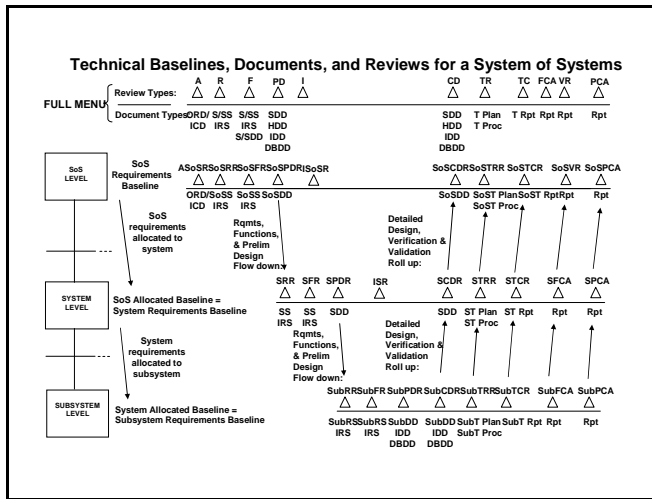 Technical Baselines, Documents, and Reviews for a System of Systems
FULL MENU
Review Types: A R F PD I CD TR TC FCA VR PCA
Document Types: ORD/ S/SS S/SS SDD SDD T Plan T Rpt Rpt Rpt Rpt
ICD IRS IRS HDD HDD T Proc
S/SDD IDD IDD
DBDD DBDD
SoS
LEVEL
SoS
Requirements
Baseline
ASoSR SoSRR SoSFR SoSPDR ISoSR SoSCDR SoSTRR SoSTCR SoSVR SoSPCA
ORD/ SoSS SoSS SoSDD SoSDD SoST Plan SoST Rpt Rpt Rpt
ICD IRS IRS SoST Proc
SoS
requirements
allocated to
system
Rqmts,
Functions,
& Prelim
Design
Flow down:
Detailed
Design,
Verification &
Validation
Roll up:
SYSTEM
LEVEL
SoS Allocated Baseline =
System Requirements Baseline
SRR SFR SPDR ISR SCDR STRR STCR SFCA SPCA
SS SS SDD SDD ST Plan ST Rpt Rpt Rpt
IRS IRS ST Proc
System
requirements
allocated to
subsystem
Rqmts,
Functions,
& Prelim
Design
Flow down:
Detailed
Design,
Verification &
Validation
Roll up:
SUBSYSTEM
LEVEL
System Allocated Baseline =
Subsystem Requirements Baseline
SubRR SubFR SubPDR SubCDR SubTRR SubTCR SubFCA SubPCA
SubRS SubRS SubDD SubDD SubT Plan SubT Rpt Rpt Rpt
IRS IRS IDD IDD SubT Proc
DBDD DBDD